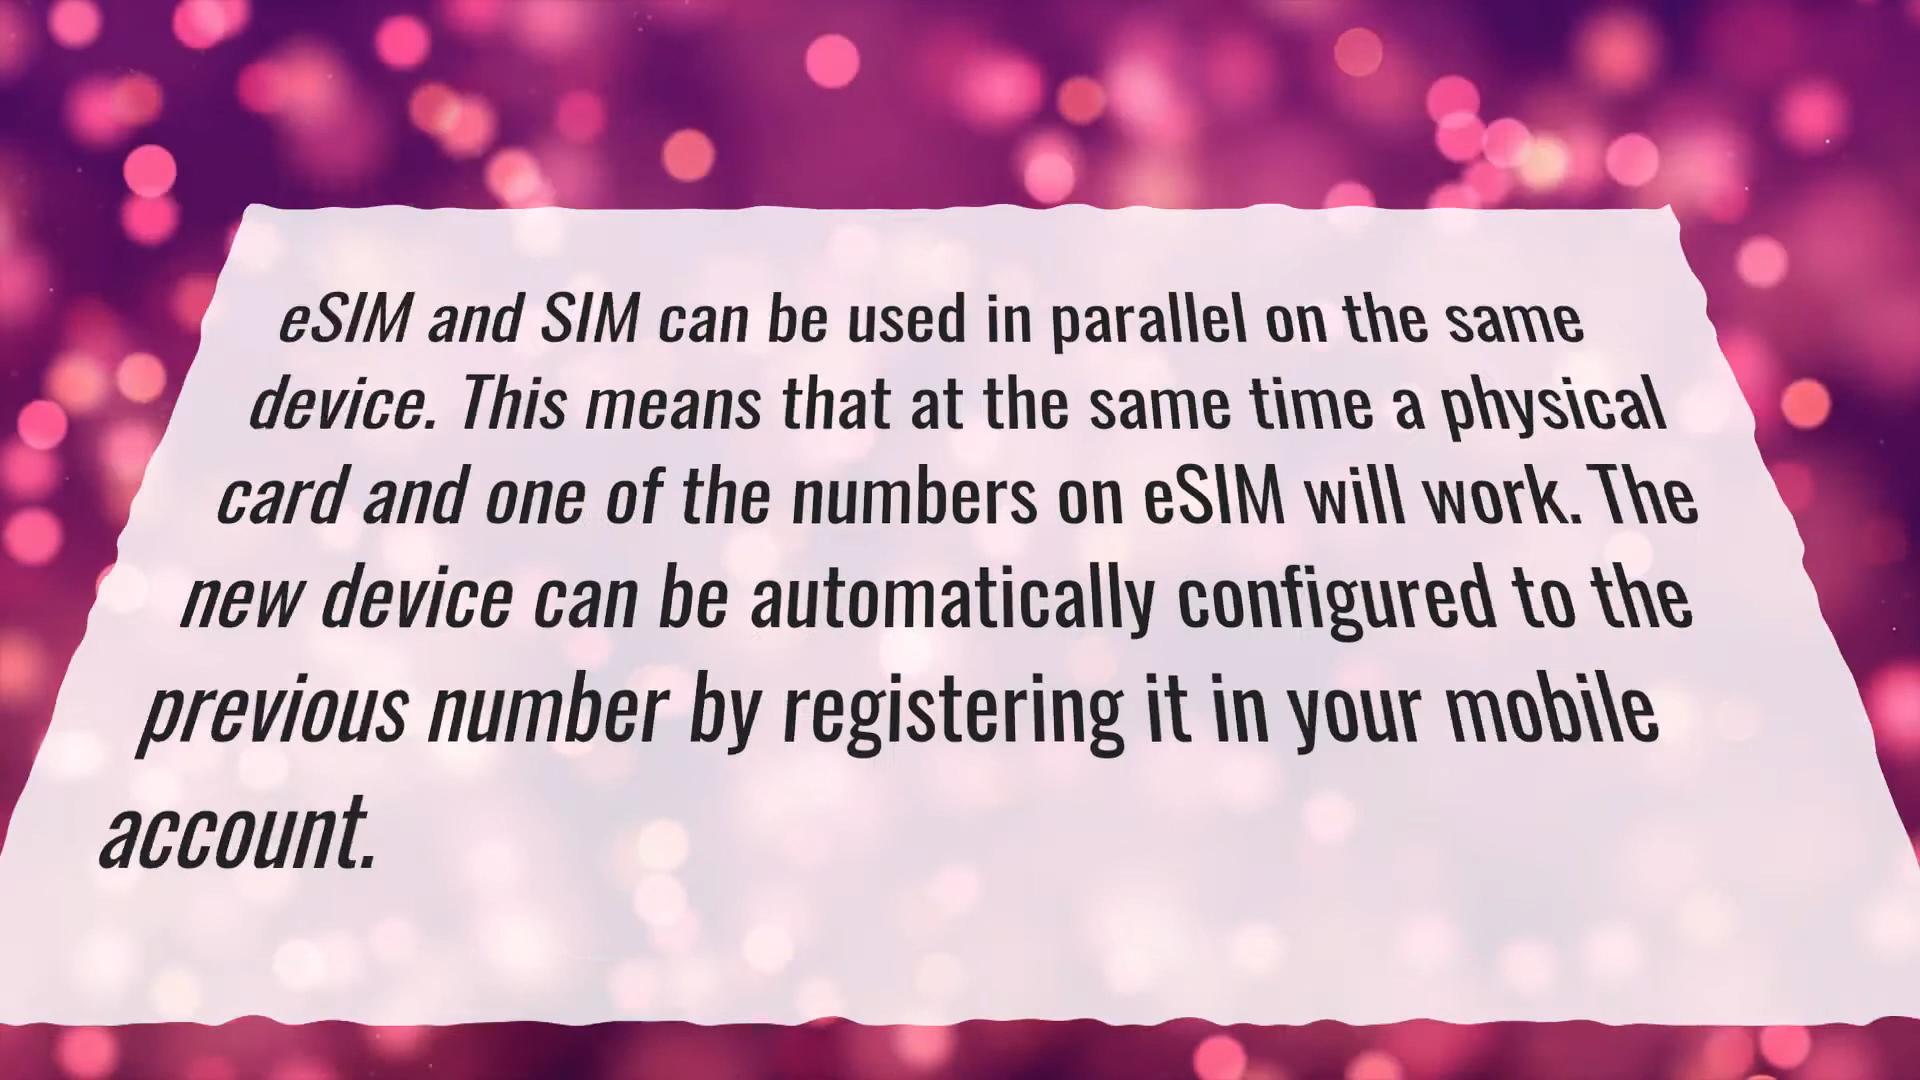 eSIM and SIM can be used in parallel on the same
device. This means that at the same time a physical
card and one of the numbers on eSIM will work. The
new device can be automatically configured to the
previous number by registering it in your mobile
account.